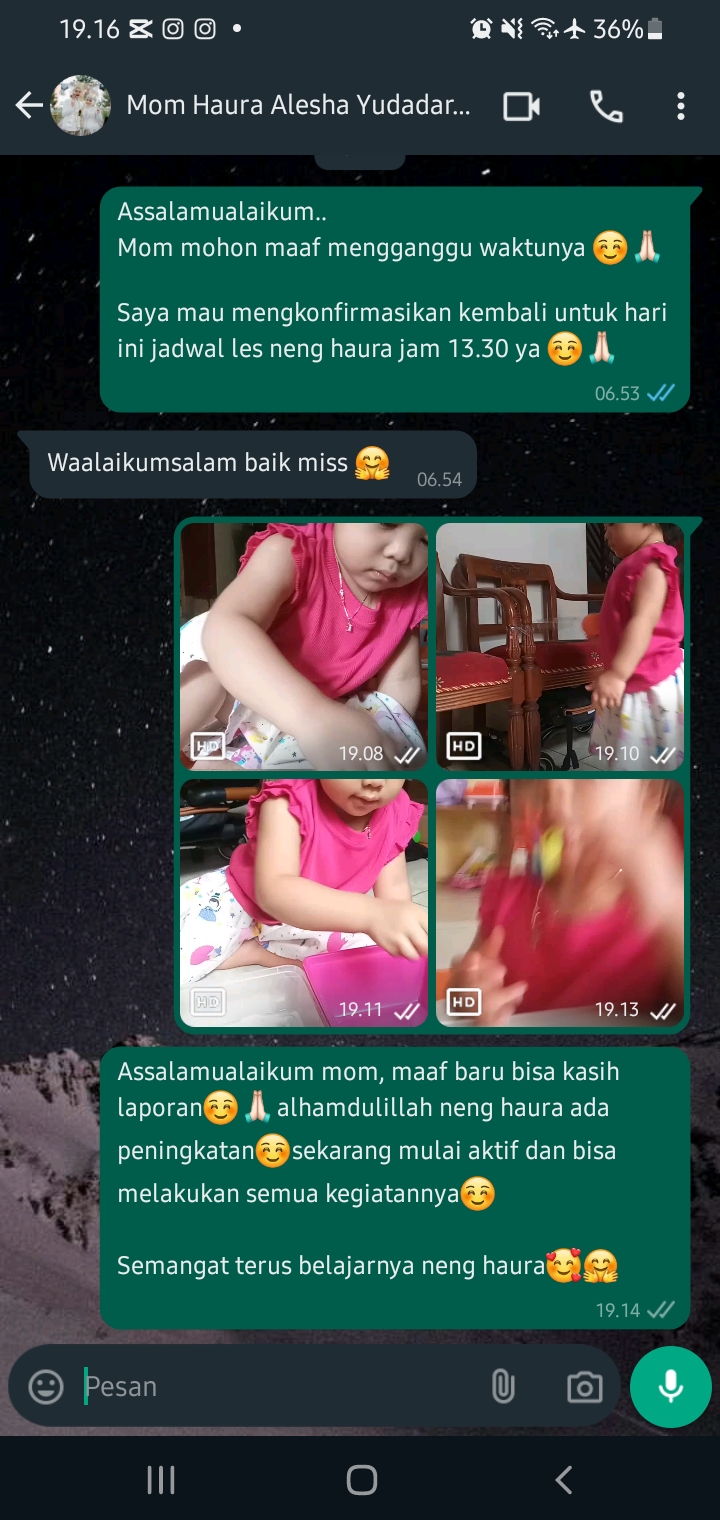 19.16
36%
Mom Haura Alesha Yudadar...
Assalamualaikum..
Mom mohon maaf mengganggu waktunya ☺️🙏🏻
Saya mau mengkonfirmasikan kembali untuk hari
ini jadwal les neng haura jam 13.30 ya ☺️🙏🏻
06.53
Waalaikumsalam baik miss 🤗
06.54
HD 19.08
HD 19.10
HD 19.11
HD 19.13
Assalamualaikum mom, maaf baru bisa kasih
laporan☺️🙏🏻 alhamdulillah neng haura ada
peningkatan☺️sekarang mulai aktif dan bisa
melakukan semua kegiatannya☺️
Semangat terus belajarnya neng haura🥰🤗
19.14
Pesan